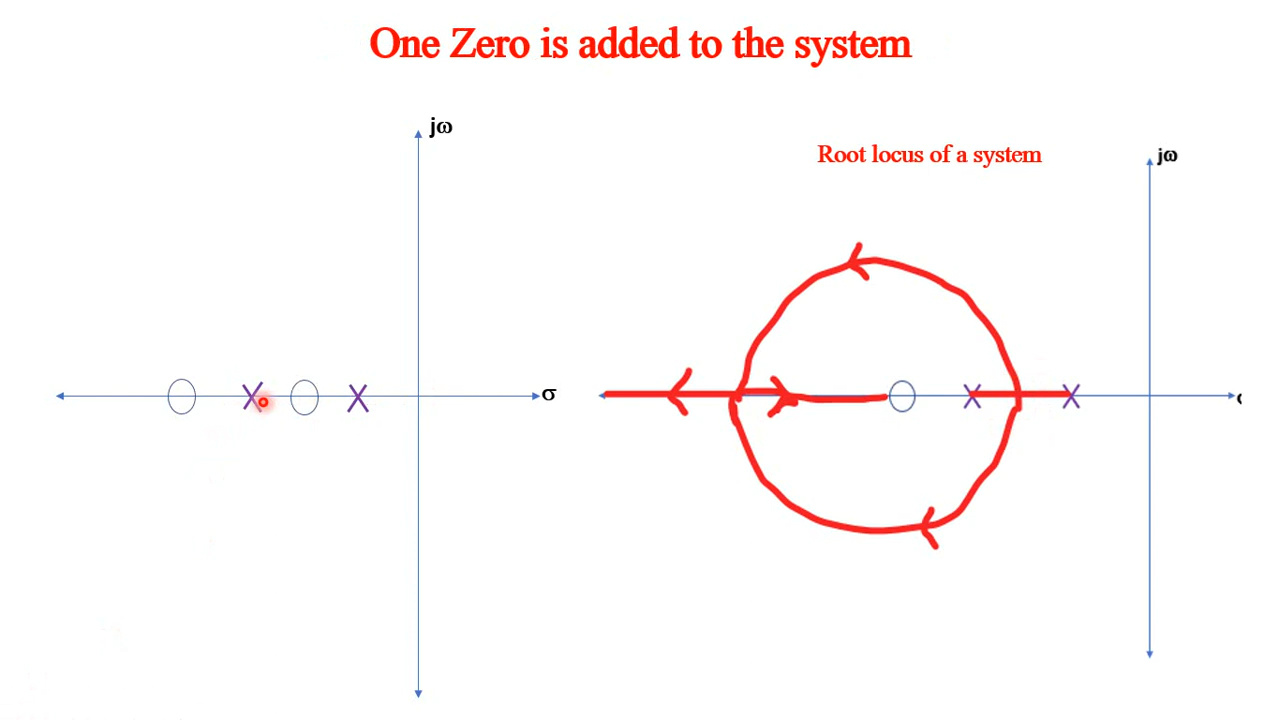 One Zero is added to the system
jω
Root locus of a system
jω
σ